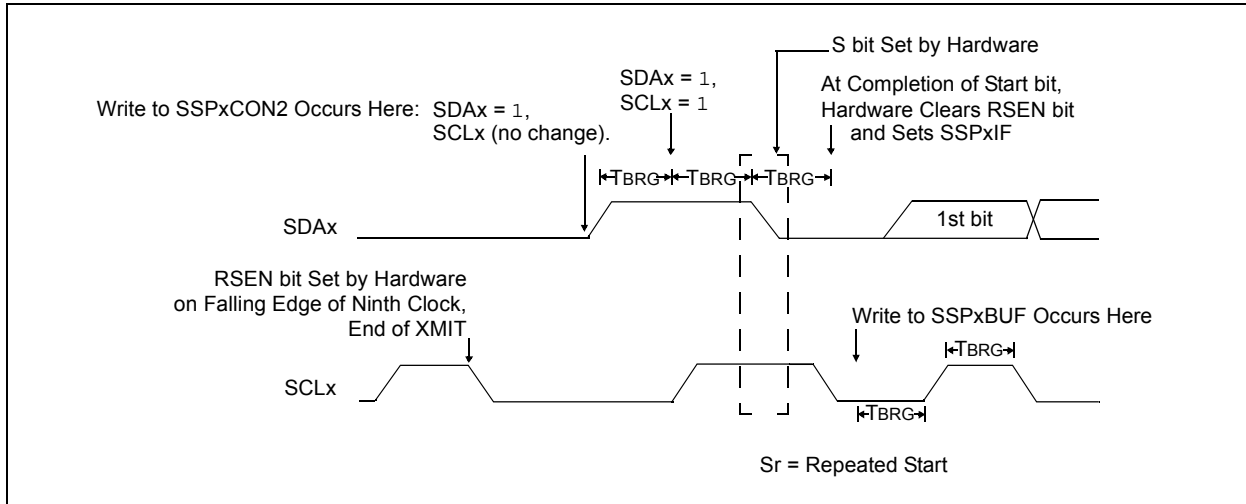 S bit Set by Hardware
SDAx = 1,
SCLx = 1
At Completion of Start bit,
Hardware Clears RSEN bit
and Sets SSPxIF
Write to SSPxCON2 Occurs Here: SDAx = 1,
SCLx (no change).
TBRG TBRG TBRG
SDAx
1st bit
RSEN bit Set by Hardware
on Falling Edge of Ninth Clock,
End of XMIT
Write to SSPxBUF Occurs Here
TBRG
SCLx
TBRG
Sr = Repeated Start